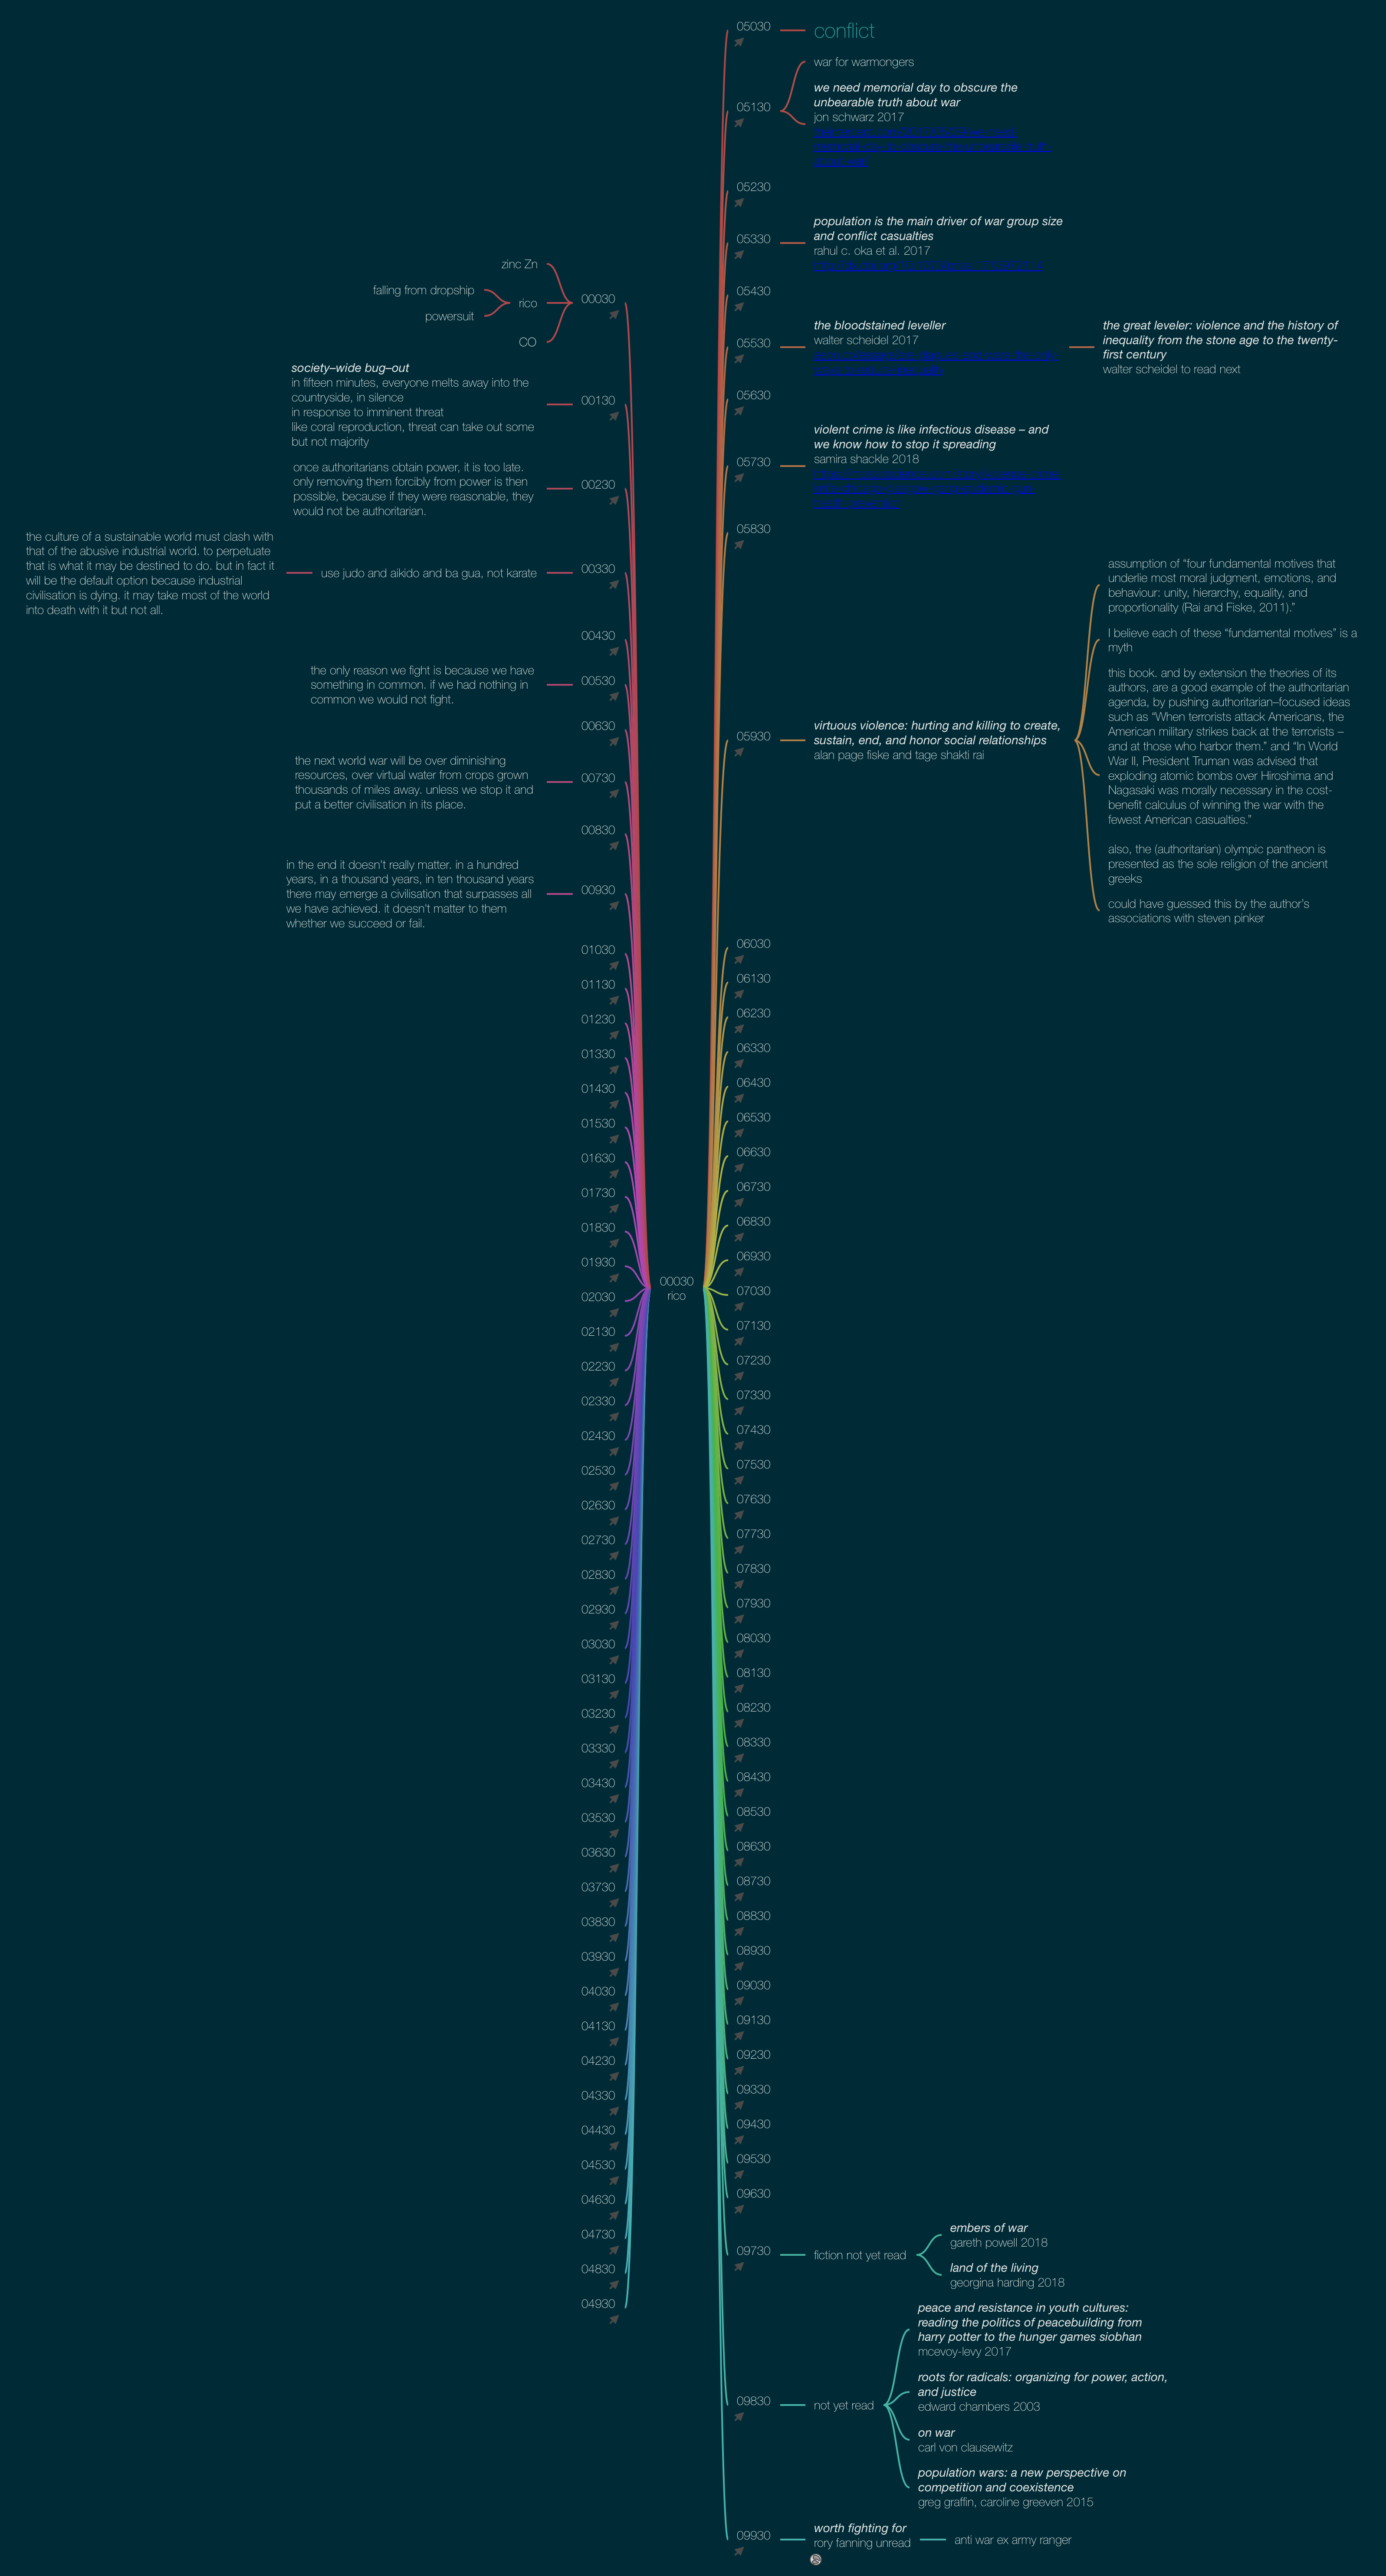 zinc Zn
falling from dropship
rico
powersuit
CO
00030
society–wide bug–out
in fifteen minutes, everyone melts away into the
countryside, in silence
in response to imminent threat
like coral reproduction, threat can take out some
but not majority
00130
once authoritarians obtain power, it is too late.
only removing them forcibly from power is then
possible, because if they were reasonable, they
would not be authoritarian.
00230
the culture of a sustainable world must clash with
that of the abusive industrial world. to perpetuate
that is what it may be destined to do. but in fact it
will be the default option because industrial
civilisation is dying. it may take most of the world
into death with it but not all.
use judo and aikido and ba gua, not karate
00330
00430
the only reason we fight is because we have
something in common. if we had nothing in
common we would not fight.
00530
00630
the next world war will be over diminishing
resources, over virtual water from crops grown
thousands of miles away. unless we stop it and
put a better civilisation in its place.
00730
00830
in the end it doesn't really matter. in a hundred
years, in a thousand years, in ten thousand years
there may emerge a civilisation that surpasses all
we have achieved. it doesn't matter to them
whether we succeed or fail.
00930
01030
01130
01230
01330
01430
01530
01630
01730
01830
01930
02030
02130
02230
02330
02430
02530
02630
02730
02830
02930
03030
03130
03230
03330
03430
03530
03630
03730
03830
03930
04030
04130
04230
04330
04430
04530
04630
04730
04830
04930
00030
rico
05030
conflict
05130
war for warmongers
we need memorial day to obscure the
unbearable truth about war
jon schwarz 2017
05230
05330
population is the main driver of war group size
and conflict casualties
rahul c. oka et al. 2017
05430
05530
the bloodstained leveller
walter scheidel 2017
the great leveler: violence and the history of
inequality from the stone age to the twenty-
first century
walter scheidel to read next
05630
05730
violent crime is like infectious disease – and
we know how to stop it spreading
samira shackle 2018
05830
05930
virtuous violence: hurting and killing to create,
sustain, end, and honor social relationships
alan page fiske and tage shakti rai
assumption of “four fundamental motives that
underlie most moral judgment, emotions, and
behaviour: unity, hierarchy, equality, and
proportionality (Rai and Fiske, 2011).”
I believe each of these “fundamental motives” is a
myth
this book. and by extension the theories of its
authors, are a good example of the authoritarian
agenda, by pushing authoritarian–focused ideas
such as “When terrorists attack Americans, the
American military strikes back at the terrorists –
and at those who harbor them.” and “In World
War II, President Truman was advised that
exploding atomic bombs over Hiroshima and
Nagasaki was morally necessary in the cost-
benefit calculus of winning the war with the
fewest American casualties.”
also, the (authoritarian) olympic pantheon is
presented as the sole religion of the ancient
greeks
could have guessed this by the author's
associations with steven pinker
06030
06130
06230
06330
06430
06530
06630
06730
06830
06930
07030
07130
07230
07330
07430
07530
07630
07730
07830
07930
08030
08130
08230
08330
08430
08530
08630
08730
08830
08930
09030
09130
09230
09330
09430
09530
09630
09730
fiction not yet read
embers of war
gareth powell 2018
land of the living
georgina harding 2018
09830
not yet read
peace and resistance in youth cultures:
reading the politics of peacebuilding from
harry potter to the hunger games siobhan
mcevoy-levy 2017
roots for radicals: organizing for power, action,
and justice
edward chambers 2003
on war
carl von clausewitz
population wars: a new perspective on
competition and coexistence
greg graffin, caroline greeven 2015
09930
worth fighting for
rory fanning unread
anti war ex army ranger